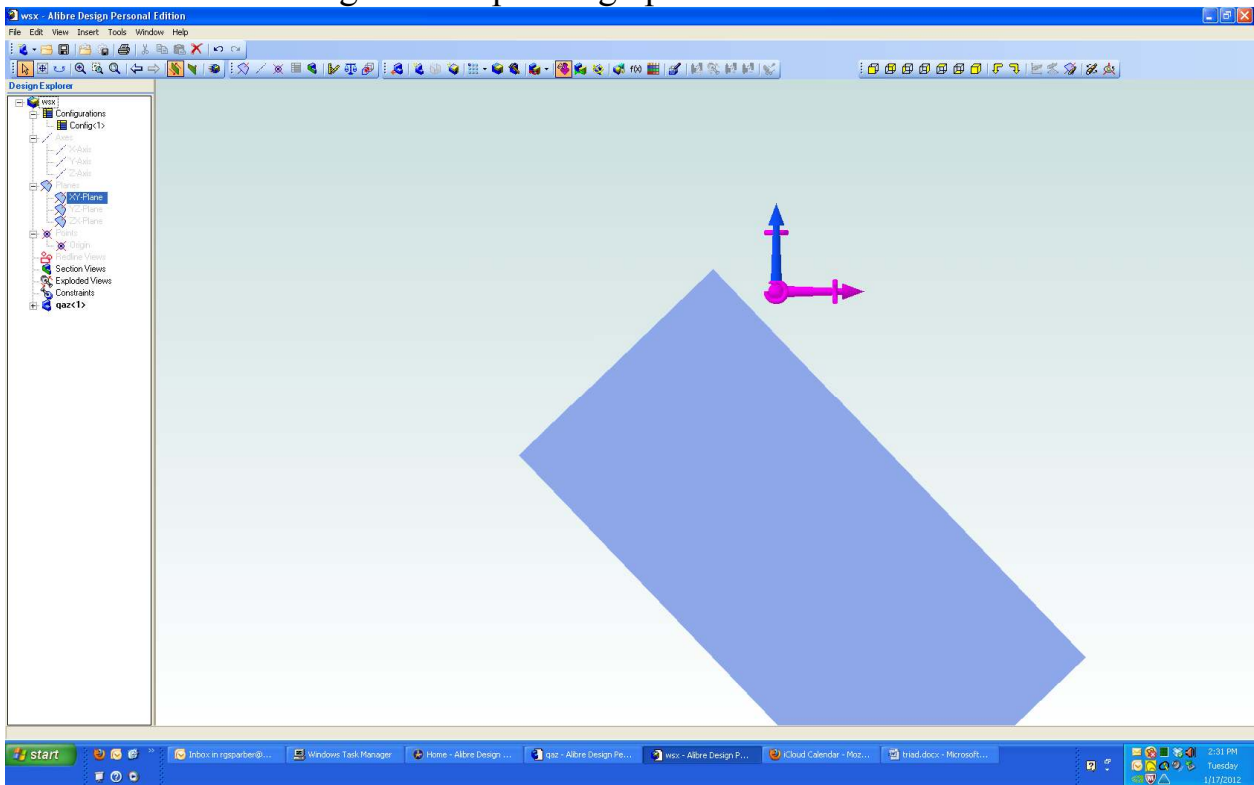 wsx - Alibre Design Personal Edition
File Edit View Insert Tools Window Help
Design Explorer
wsx
Configurations
Config<1>
Axes
X-Axis
Y-Axis
Z-Axis
Planes
XY-Plane
YZ-Plane
ZX-Plane
Points
Origin
Redline Views
Section Views
Exploded Views
Constraints
qaz<1>
start
Inbox in rgsparber@...
Windows Task Manager
Home - Alibre Design ...
qaz - Alibre Design Pe...
wsx - Alibre Design P...
iCloud Calendar - Moz...
triad.docx - Microsoft...
2:31 PM
Tuesday
1/17/2012